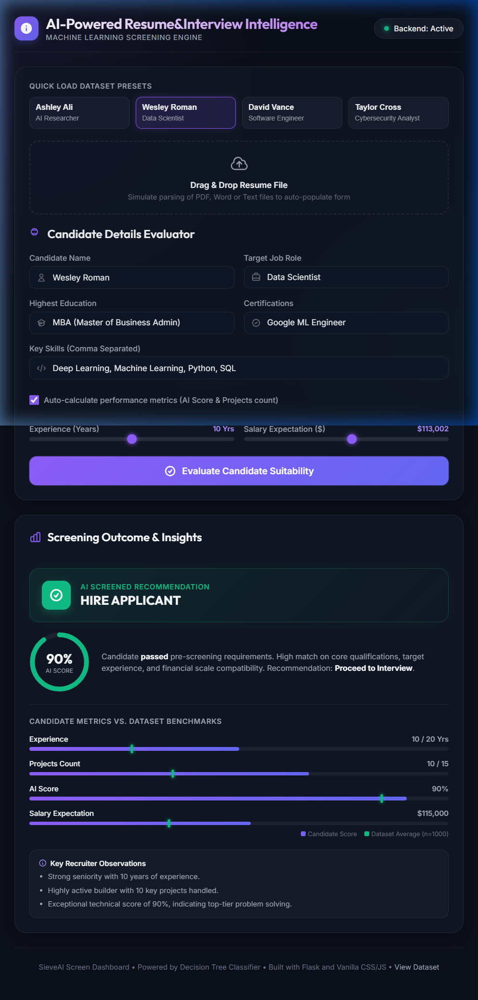 AI-Powered Resume&Interview Intelligence
MACHINE LEARNING SCREENING ENGINE
Backend: Active
QUICK LOAD DATASET PRESETS
Ashley Ali
AI Researcher
Wesley Roman
Data Scientist
David Vance
Software Engineer
Taylor Cross
Cybersecurity Analyst
Drag & Drop Resume File
Simulate parsing of PDF, Word or Text files to auto-populate form
Candidate Details Evaluator
Candidate Name
Wesley Roman
Target Job Role
Data Scientist
Highest Education
MBA (Master of Business Admin)
Certifications
Google ML Engineer
Key Skills (Comma Separated)
Deep Learning, Machine Learning, Python, SQL
Auto-calculate performance metrics (AI Score & Projects count)
Experience (Years) 10 Yrs
Salary Expectation ($) $113,002
Evaluate Candidate Suitability
Screening Outcome & Insights
AI SCREENED RECOMMENDATION
HIRE APPLICANT
90%
AI SCORE
Candidate passed pre-screening requirements. High match on core qualifications, target
experience, and financial scale compatibility. Recommendation: Proceed to Interview.
CANDIDATE METRICS VS. DATASET BENCHMARKS
Experience 10 / 20 Yrs
Projects Count 10 / 15
AI Score 90%
Salary Expectation $115,000
Candidate Score Dataset Average (n=1000)
Key Recruiter Observations
• Strong seniority with 10 years of experience.
• Highly active builder with 10 key projects handled.
• Exceptional technical score of 90%, indicating top-tier problem solving.
SieveAI Screen Dashboard • Powered by Decision Tree Classifier • Built with Flask and Vanilla CSS/JS • View Dataset